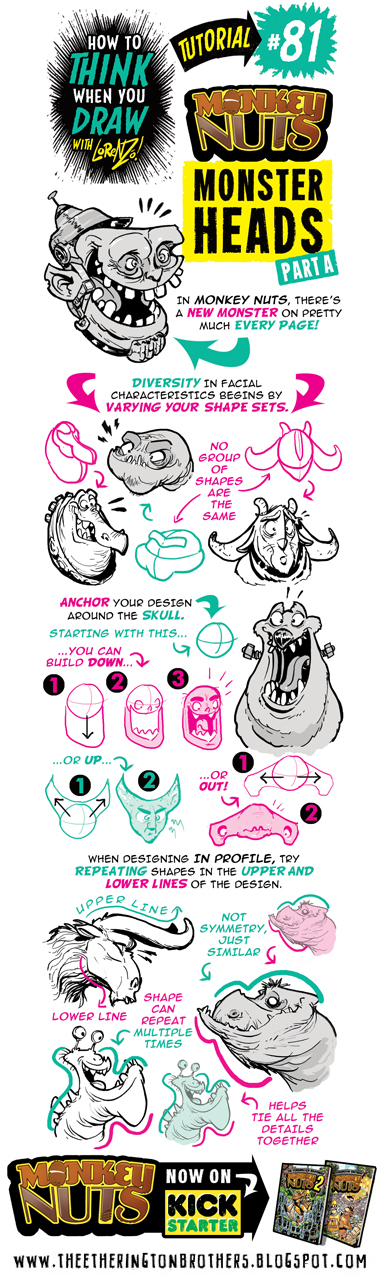 HOW TO
THINK
WHEN YOU
DRAW
WITH LORENZO!
TUTORIAL
#81
MONKEY
NUTS
MONSTER
HEADS
PART A
IN MONKEY NUTS, THERE'S
A NEW MONSTER ON PRETTY
MUCH EVERY PAGE!
DIVERSITY IN FACIAL
CHARACTERISTICS BEGINS BY
VARYING YOUR SHAPE SETS.
NO
GROUP
OF
SHAPES
ARE
THE
SAME
ANCHOR YOUR DESIGN
AROUND THE SKULL.
STARTING WITH THIS...
...YOU CAN
BUILD DOWN...
1
2
3
...OR UP...
1
2
...OR
OUT!
1
2
WHEN DESIGNING IN PROFILE, TRY
REPEATING SHAPES IN THE UPPER AND
LOWER LINES OF THE DESIGN.
UPPER LINE
LOWER LINE
NOT
SYMMETRY,
JUST
SIMILAR
SHAPE
CAN
REPEAT
MULTIPLE
TIMES
HELPS
TIE ALL THE
DETAILS
TOGETHER
MONKEY
NUTS
NOW ON
KICK
STARTER
2
WWW.THEETHERINGTONBROTHERS.BLOGSPOT.COM